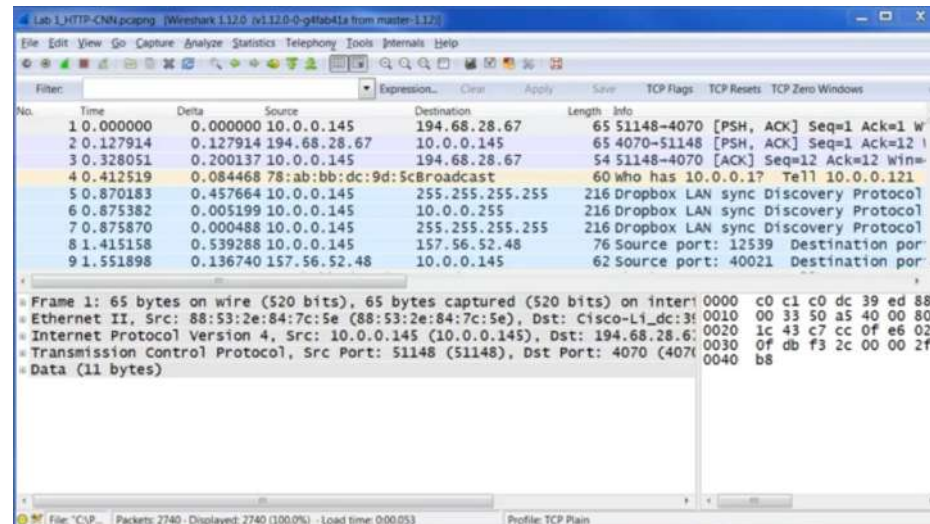 Lab 1_HTTP-CNN.pcapng [Wireshark 1.12.0 (v1.12.0-0-g4fab41a from master-1.12)]
File Edit View Go Capture Analyze Statistics Telephony Tools Internals Help
Filter: Expression... Clear Apply Save TCP Flags TCP Resets TCP Zero Windows
No. Time Delta Source Destination Length Info
1 0.000000 0.000000 10.0.0.145 194.68.28.67 65 51148→4070 [PSH, ACK] Seq=1 Ack=1 W
2 0.127914 0.127914 194.68.28.67 10.0.0.145 65 4070→51148 [PSH, ACK] Seq=1 Ack=12
3 0.328051 0.200137 10.0.0.145 194.68.28.67 54 51148→4070 [ACK] Seq=12 Ack=12 Win=
4 0.412519 0.084468 78:ab:bb:dc:9d:5c Broadcast 60 Who has 10.0.0.1? Tell 10.0.0.121
5 0.870183 0.457664 10.0.0.145 255.255.255.255 216 Dropbox LAN sync Discovery Protocol
6 0.875382 0.005199 10.0.0.145 10.0.0.255 216 Dropbox LAN sync Discovery Protocol
7 0.875870 0.000488 10.0.0.145 255.255.255.255 216 Dropbox LAN sync Discovery Protocol
8 1.415158 0.539288 10.0.0.145 157.56.52.48 76 Source port: 12539 Destination por
9 1.551898 0.136740 157.56.52.48 10.0.0.145 62 Source port: 40021 Destination por
Frame 1: 65 bytes on wire (520 bits), 65 bytes captured (520 bits) on inter
Ethernet II, Src: 88:53:2e:84:7c:5e (88:53:2e:84:7c:5e), Dst: Cisco-Li_dc:39
Internet Protocol Version 4, Src: 10.0.0.145 (10.0.0.145), Dst: 194.68.28.67
Transmission Control Protocol, Src Port: 51148 (51148), Dst Port: 4070 (4070
Data (11 bytes)
0000 c0 c1 c0 dc 39 ed 88
0010 00 33 50 a5 40 00 80
0020 1c 43 c7 cc 0f e6 02
0030 0f db f3 2c 00 00 2f
0040 b8
File: "C:\P... Packets: 2740 · Displayed: 2740 (100.0%) · Load time: 0:00.053 Profile: TCP Plain